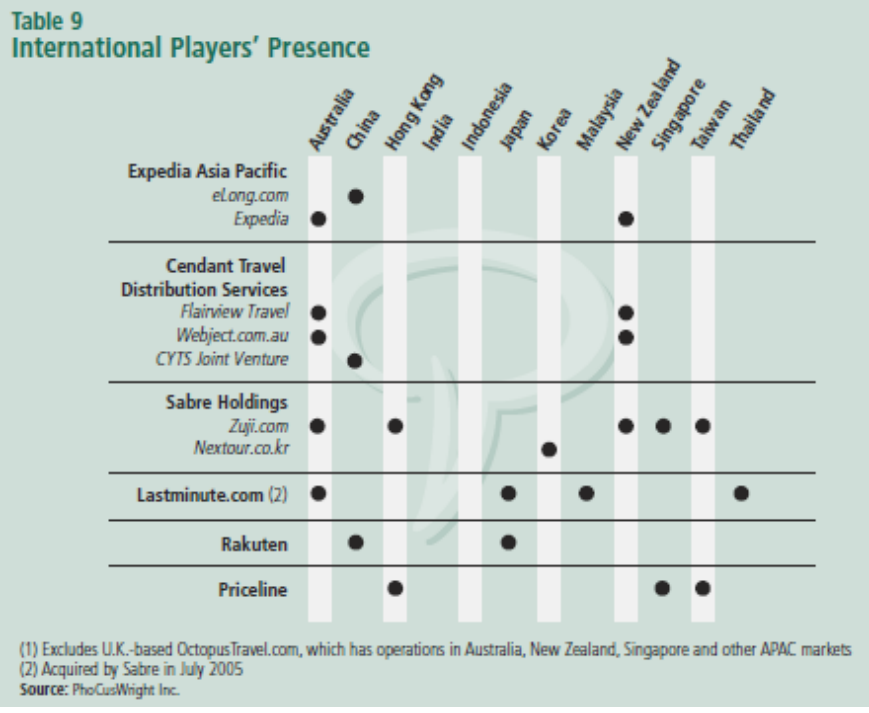 Table 9
International Players' Presence
Australia
China
Hong Kong
India
Indonesia
Japan
Korea
Malaysia
New Zealand
Singapore
Taiwan
Thailand
Expedia Asia Pacific
eLong.com
Expedia
Cendant Travel
Distribution Services
Flairview Travel
Webject.com.au
CYTS Joint Venture
Sabre Holdings
Zuji.com
Nextour.co.kr
Lastminute.com (2)
Rakuten
Priceline
(1) Excludes U.K.-based OctopusTravel.com, which has operations in Australia, New Zealand, Singapore and other APAC markets
(2) Acquired by Sabre in July 2005
Source: PhoCusWright Inc.